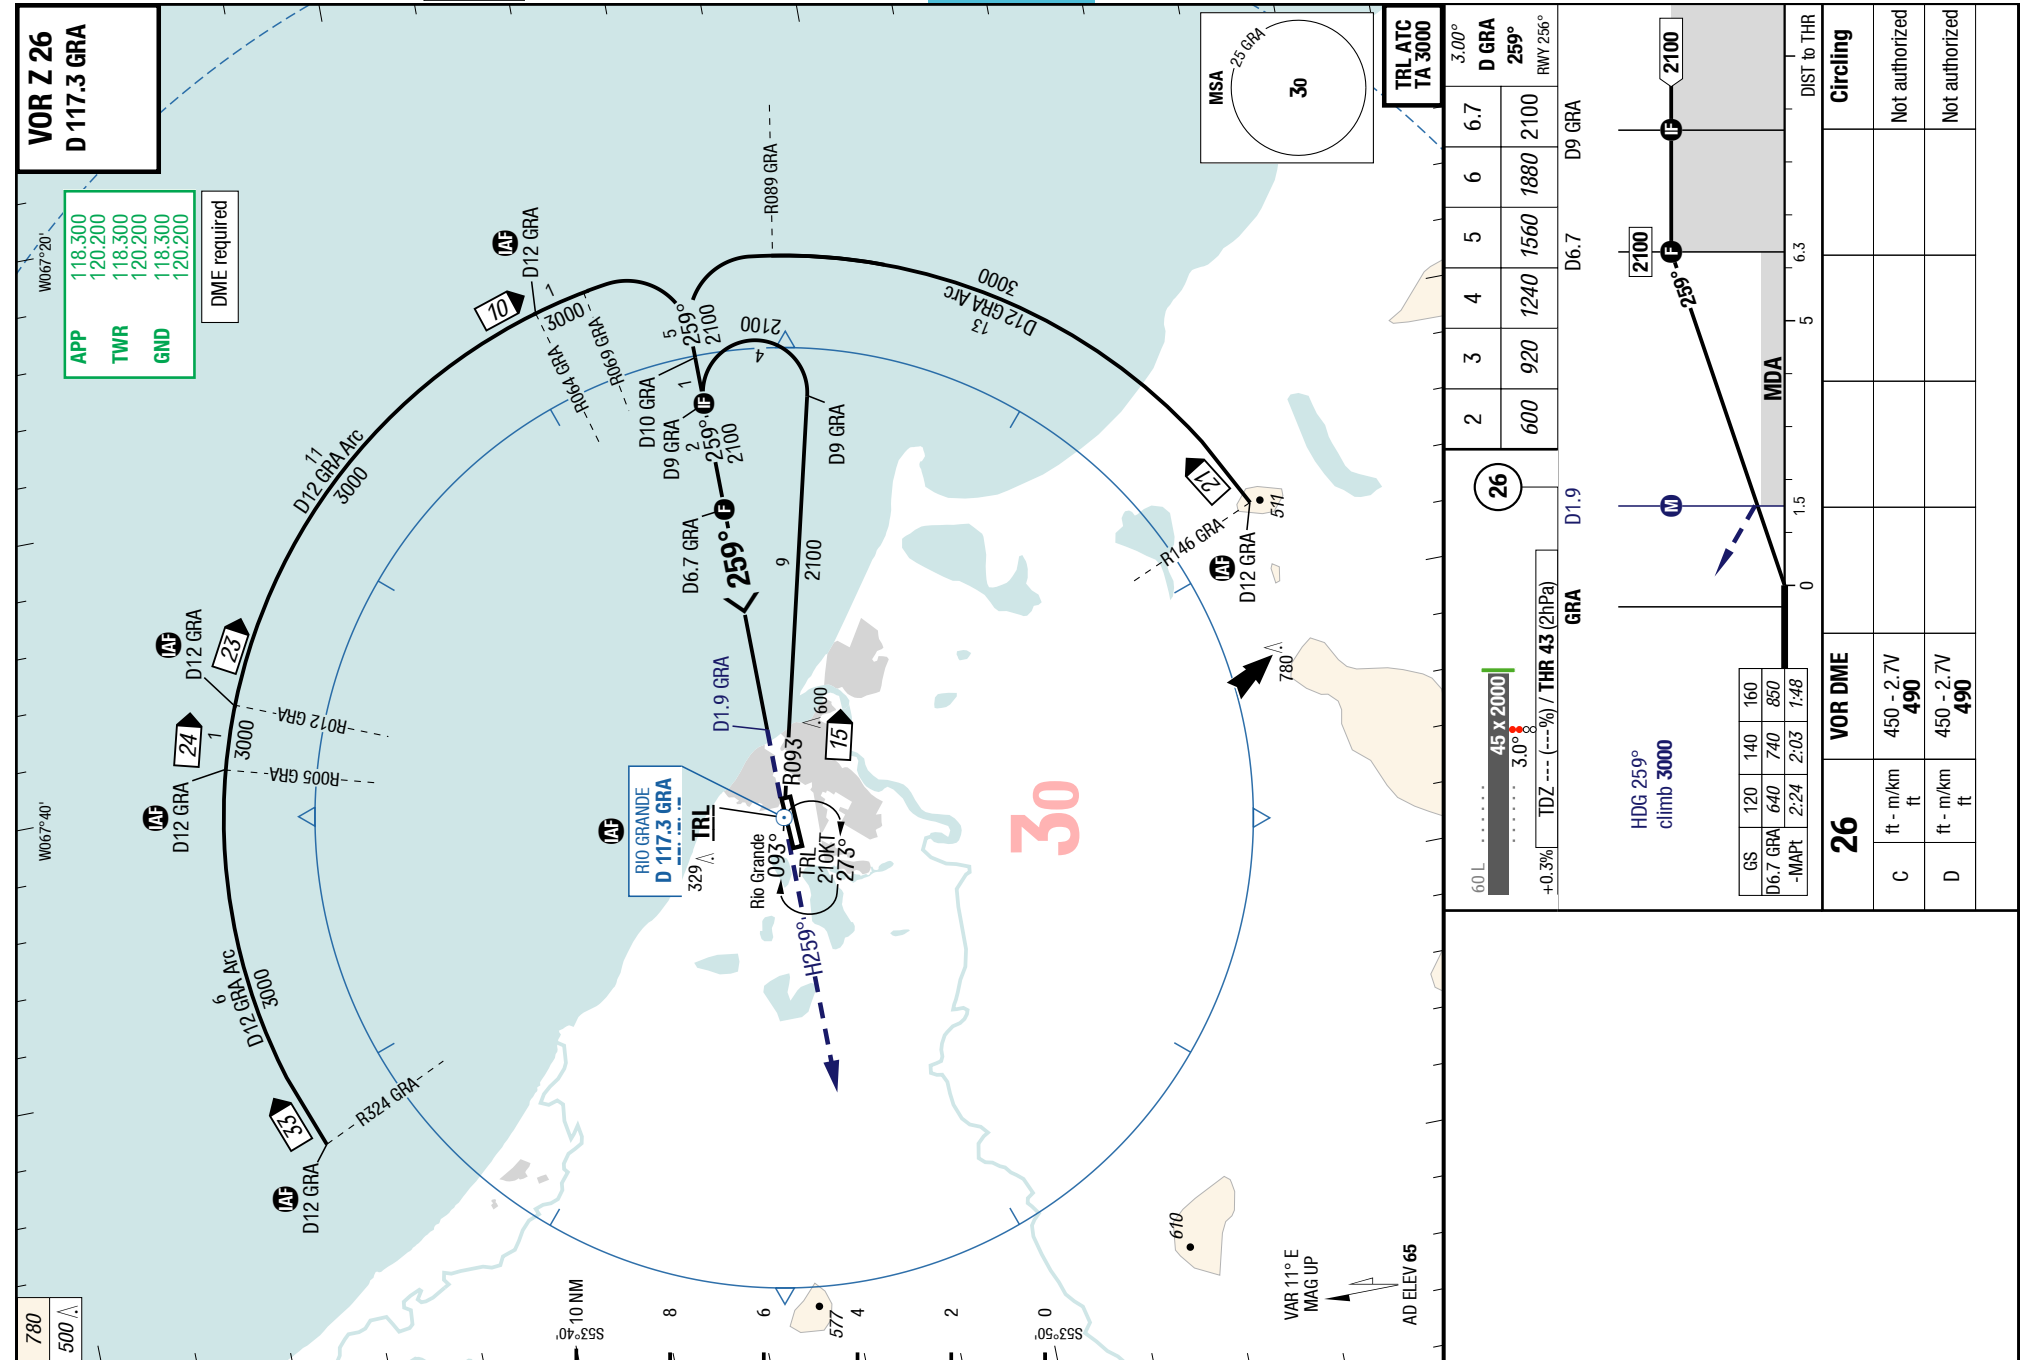 VOR Z 26
D 117.3 GRA
APP 118.300
120.200
TWR 118.300
120.200
GND 118.300
120.200
DME required
W067°20'
W067°40'
MSA
25 GRA
30
TRL ATC
TA 3000
780
500
IAF
D12 GRA
33
R324 GRA
6
D12 GRA Arc
3000
IAF
D12 GRA
24
R005 GRA
1
3000
IAF
D12 GRA
23
R012 GRA
11
D12 GRA Arc
3000
IAF
D12 GRA
10
1
3000
R064 GRA
R069 GRA
R089 GRA
5
259°
2100
4
2100
13
D12 GRA Arc
3000
D10 GRA
1
D9 GRA
IF
2
259°
2100
D6.7 GRA
F
259°
D9 GRA
9
2100
D1.9 GRA
R093
15
600
21
R146 GRA
IAF
D12 GRA
511
780
IAF
RIO GRANDE
D 117.3 GRA
TRL
329
Rio Grande
093°
TRL
210KT
273°
H259°
30
610
577
10 NM
8
6
4
2
0
S53°40'
S53°50'
VAR 11° E
MAG UP
AD ELEV 65
2 3 4 5 6 6.7
600 920 1240 1560 1880 2100
3.00°
D GRA
259°
RWY 256°
26
60 L
45 x 2000
3.0°
+0.3%
TDZ --- (---%) / THR 43 (2hPa)
GRA
D1.9
D6.7
D9 GRA
HDG 259°
climb 3000
M
F
IF
2100
2100
259°
MDA
0
1.5
5
6.3
DIST to THR
GS 120 140 160
D6.7 GRA 640 740 850
-MAPt 2:24 2:03 1:48
26
VOR DME
Circling
C
ft - m/km
ft
450 - 2.7V
490
Not authorized
D
ft - m/km
ft
450 - 2.7V
490
Not authorized